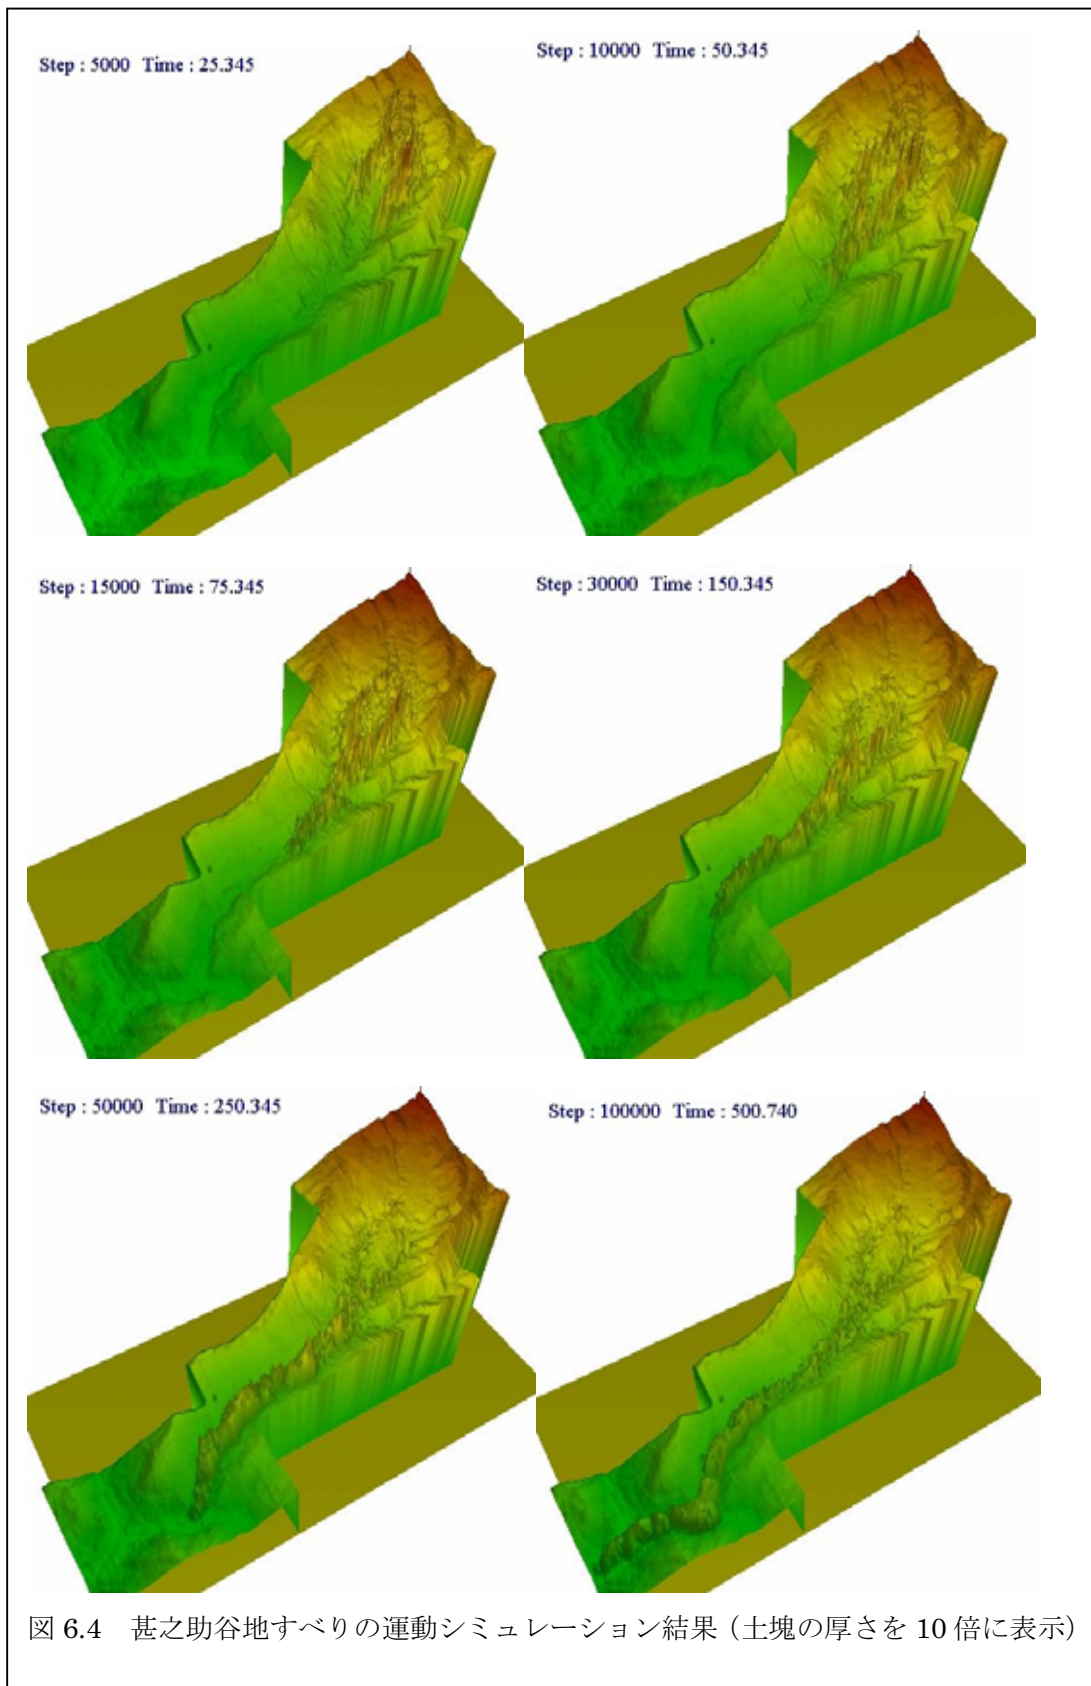 Step : 5000 Time : 25.345
Step : 10000 Time : 50.345
Step : 15000 Time : 75.345
Step : 30000 Time : 150.345
Step : 50000 Time : 250.345
Step : 100000 Time : 500.740
図 6.4 甚之助谷地すべりの運動シミュレーション結果（土塊の厚さを 10 倍に表示）